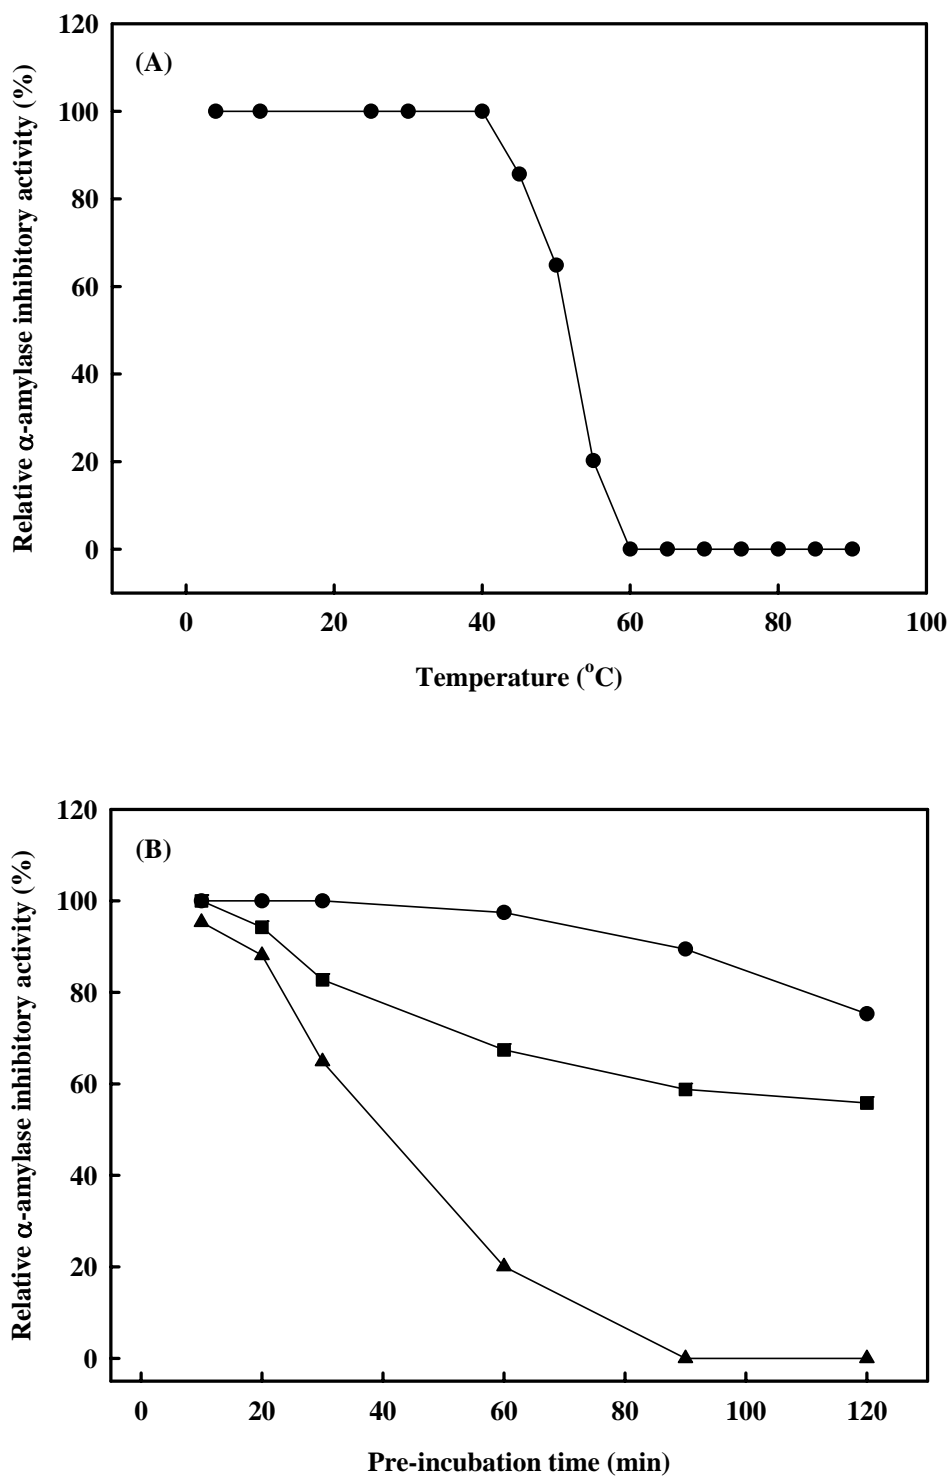 120
(A)
100
80
60
40
20
0
Relative α-amylase inhibitory activity (%)
0 20 40 60 80 100
Temperature (°C)
120
(B)
100
80
60
40
20
0
Relative α-amylase inhibitory activity (%)
0 20 40 60 80 100 120
Pre-incubation time (min)